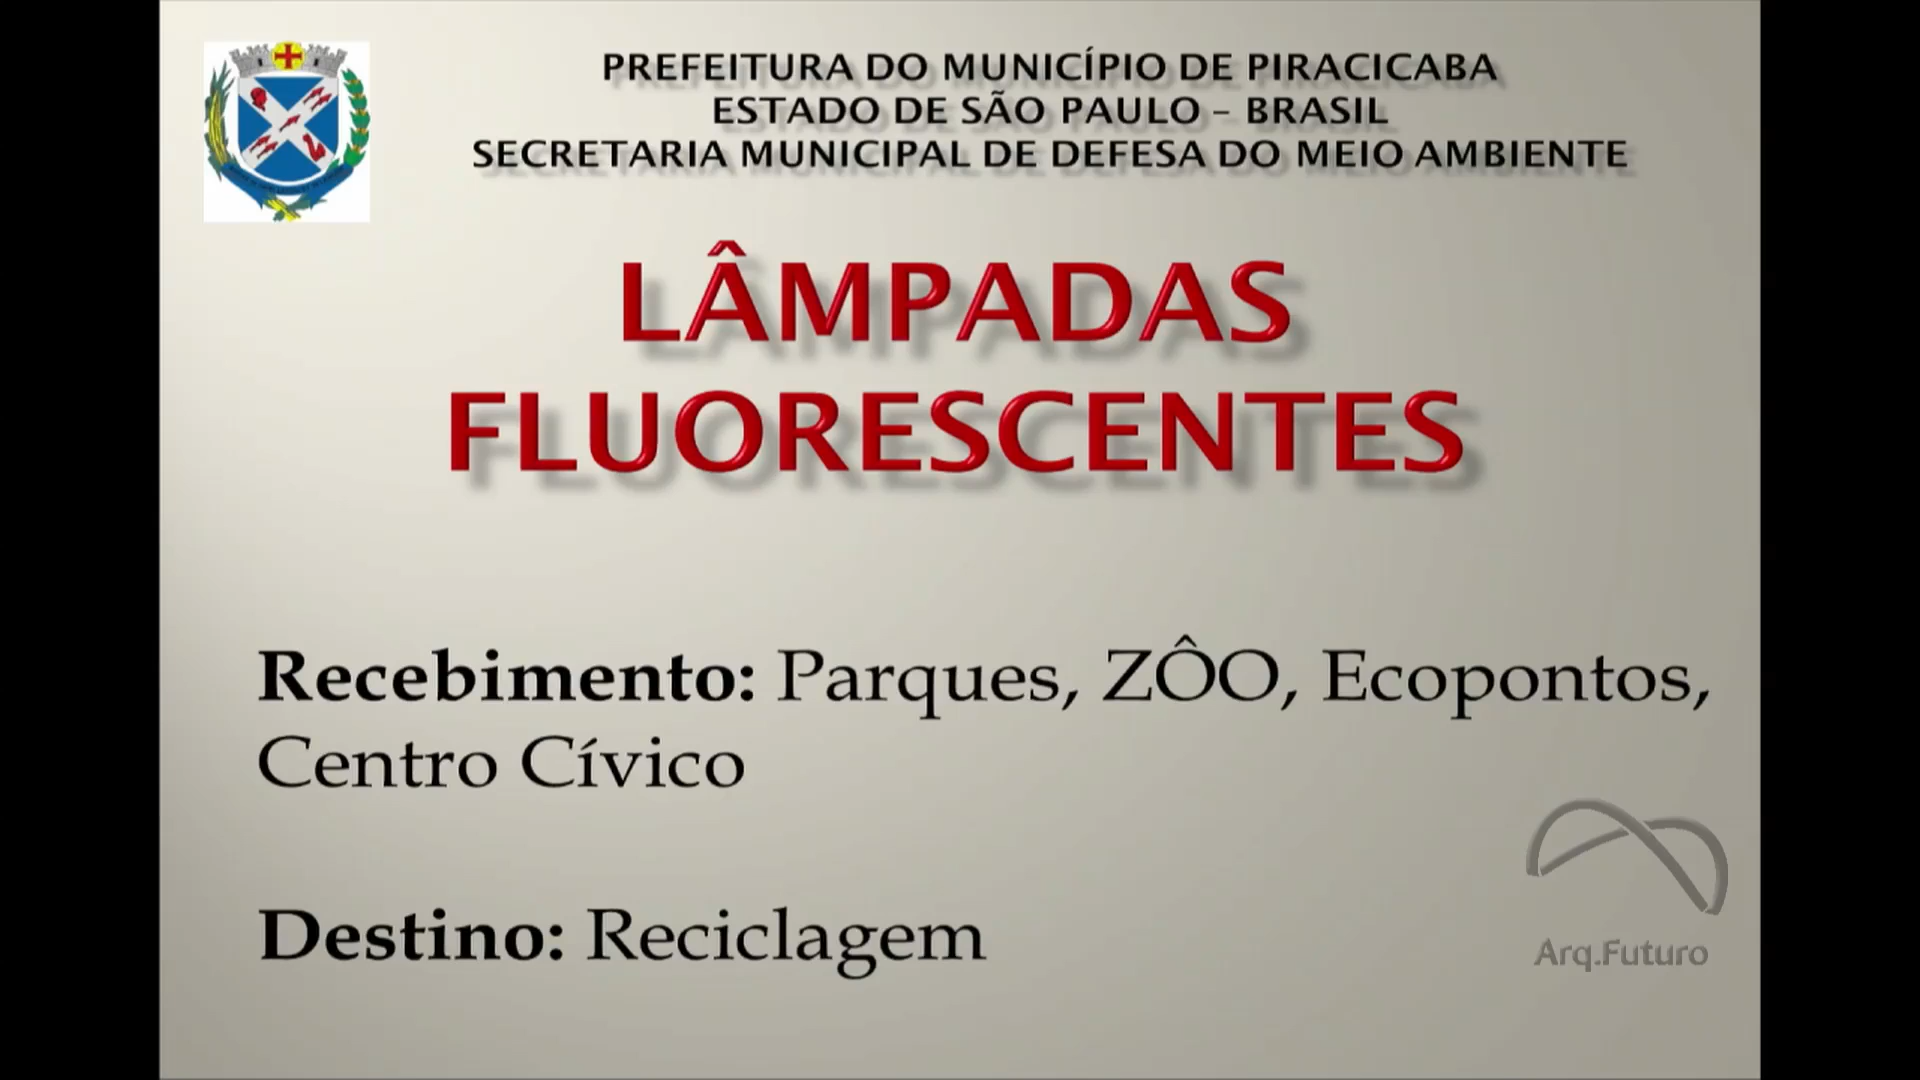 PREFEITURA DO MUNICÍPIO DE PIRACICABA
ESTADO DE SÃO PAULO – BRASIL
SECRETARIA MUNICIPAL DE DEFESA DO MEIO AMBIENTE
LÂMPADAS
FLUORESCENTES
Recebimento: Parques, ZÔO, Ecopontos,
Centro Cívico
Destino: Reciclagem
Arq.Futuro